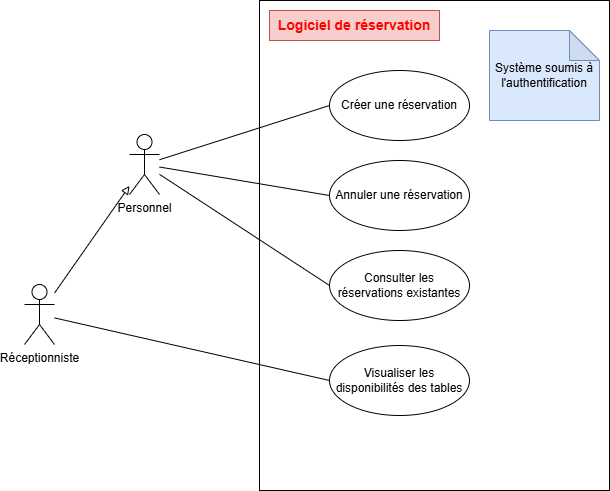 Logiciel de réservation
Système soumis à
l'authentification
Créer une réservation
Annuler une réservation
Personnel
Consulter les
réservations existantes
Réceptionniste
Visualiser les
disponibilités des tables